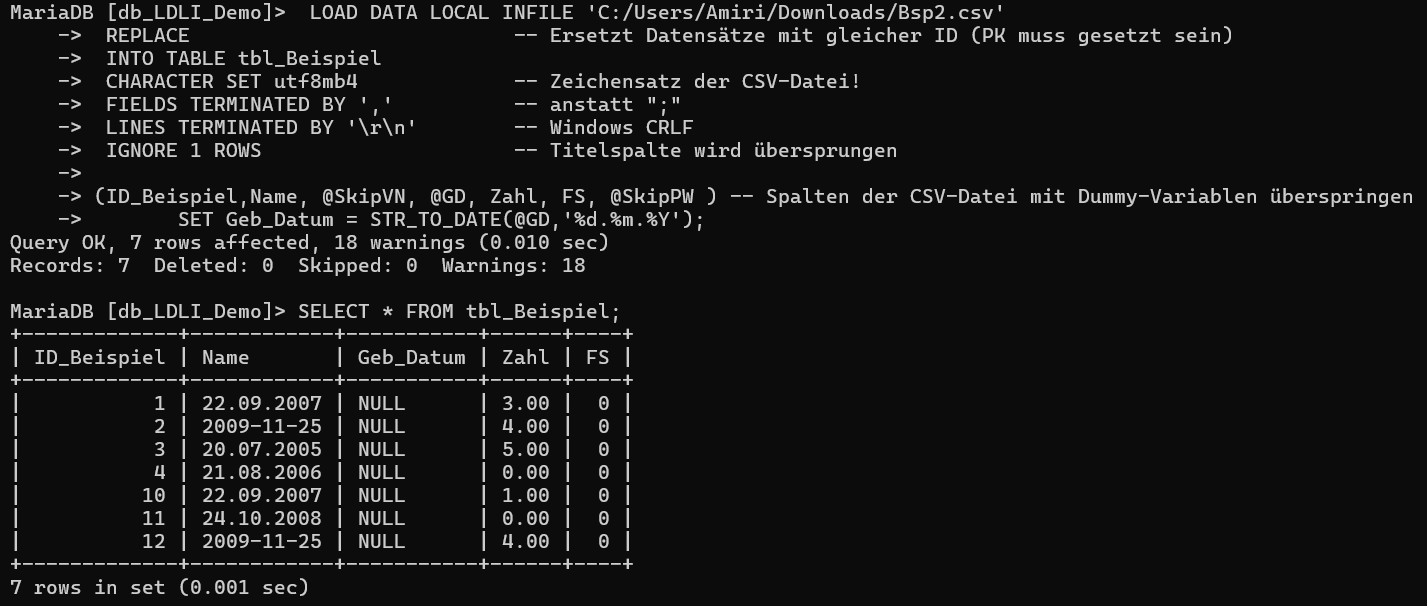 MariaDB [db_LDLI_Demo]>  LOAD DATA LOCAL INFILE 'C:/Users/Amiri/Downloads/Bsp2.csv'
    ->  REPLACE                           -- Ersetzt Datensätze mit gleicher ID (PK muss gesetzt sein)
    ->  INTO TABLE tbl_Beispiel
    ->  CHARACTER SET utf8mb4             -- Zeichensatz der CSV-Datei!
    ->  FIELDS TERMINATED BY ','          -- anstatt ";"
    ->  LINES TERMINATED BY '\r\n'        -- Windows CRLF
    ->  IGNORE 1 ROWS                     -- Titelspalte wird übersprungen
    ->
    -> (ID_Beispiel,Name, @SkipVN, @GD, Zahl, FS, @SkipPW ) -- Spalten der CSV-Datei mit Dummy-Variablen überspringen
    ->        SET Geb_Datum = STR_TO_DATE(@GD,'%d.%m.%Y');
Query OK, 7 rows affected, 18 warnings (0.010 sec)
Records: 7  Deleted: 0  Skipped: 0  Warnings: 18

MariaDB [db_LDLI_Demo]> SELECT * FROM tbl_Beispiel;
+-------------+------------+-----------+------+----+
| ID_Beispiel | Name       | Geb_Datum | Zahl | FS |
+-------------+------------+-----------+------+----+
|           1 | 22.09.2007 | NULL      | 3.00 |  0 |
|           2 | 2009-11-25 | NULL      | 4.00 |  0 |
|           3 | 20.07.2005 | NULL      | 5.00 |  0 |
|           4 | 21.08.2006 | NULL      | 0.00 |  0 |
|          10 | 22.09.2007 | NULL      | 1.00 |  0 |
|          11 | 24.10.2008 | NULL      | 0.00 |  0 |
|          12 | 2009-11-25 | NULL      | 4.00 |  0 |
+-------------+------------+-----------+------+----+
7 rows in set (0.001 sec)